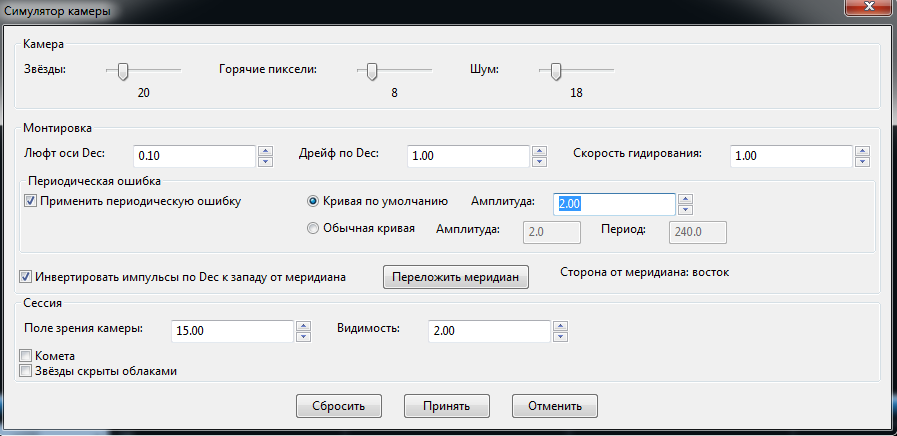 Симулятор камеры
Камера
Звёзды: Горячие пиксели: Шум:
20 8 18
Монтировка
Люфт оси Dec: 0.10 Дрейф по Dec: 1.00 Скорость гидирования: 1.00
Периодическая ошибка
Применить периодическую ошибку Кривая по умолчанию Амплитуда: 2.00
Обычная кривая Амплитуда: 2.0 Период: 240.0
Инвертировать импульсы по Dec к западу от меридиана Переложить меридиан Сторона от меридиана: восток
Сессия
Поле зрения камеры: 15.00 Видимость: 2.00
Комета
Звёзды скрыты облаками
Сбросить Принять Отменить